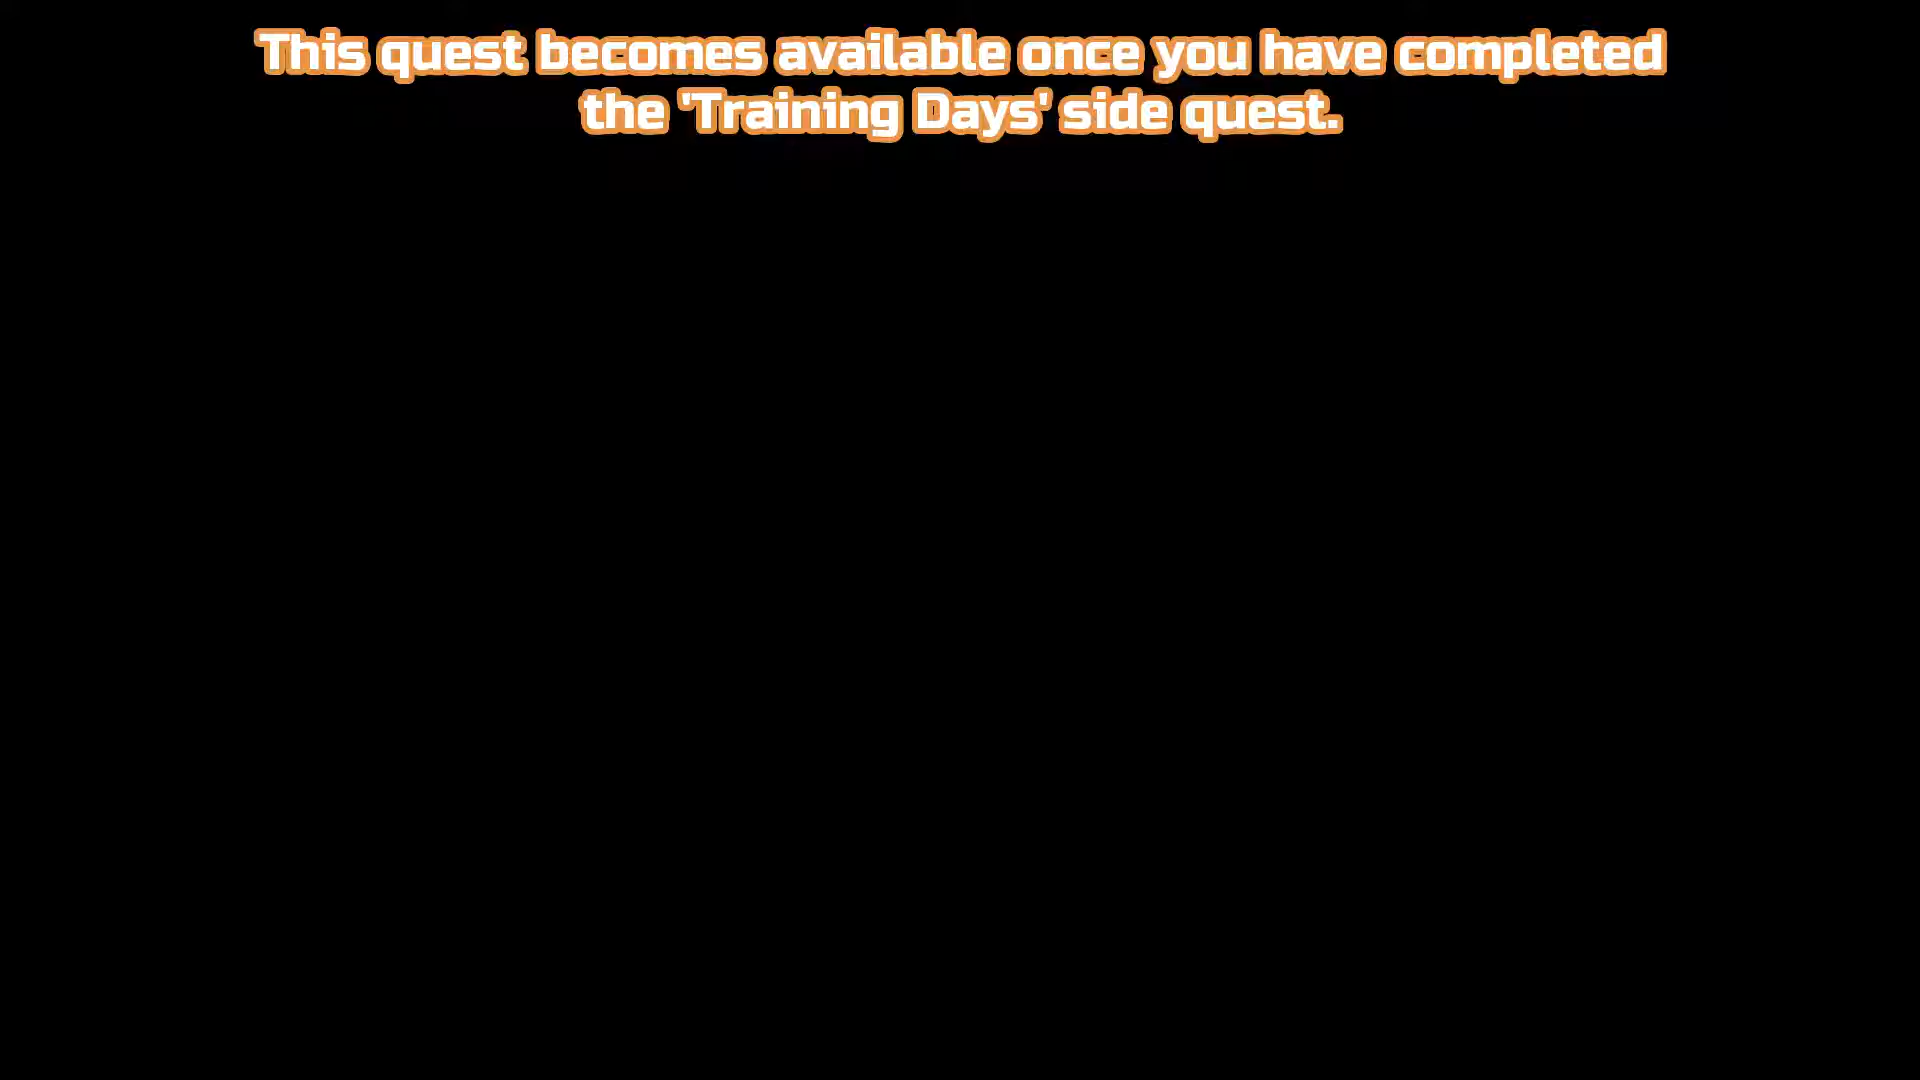 This quest becomes available once you have completed
the 'Training Days' side quest.